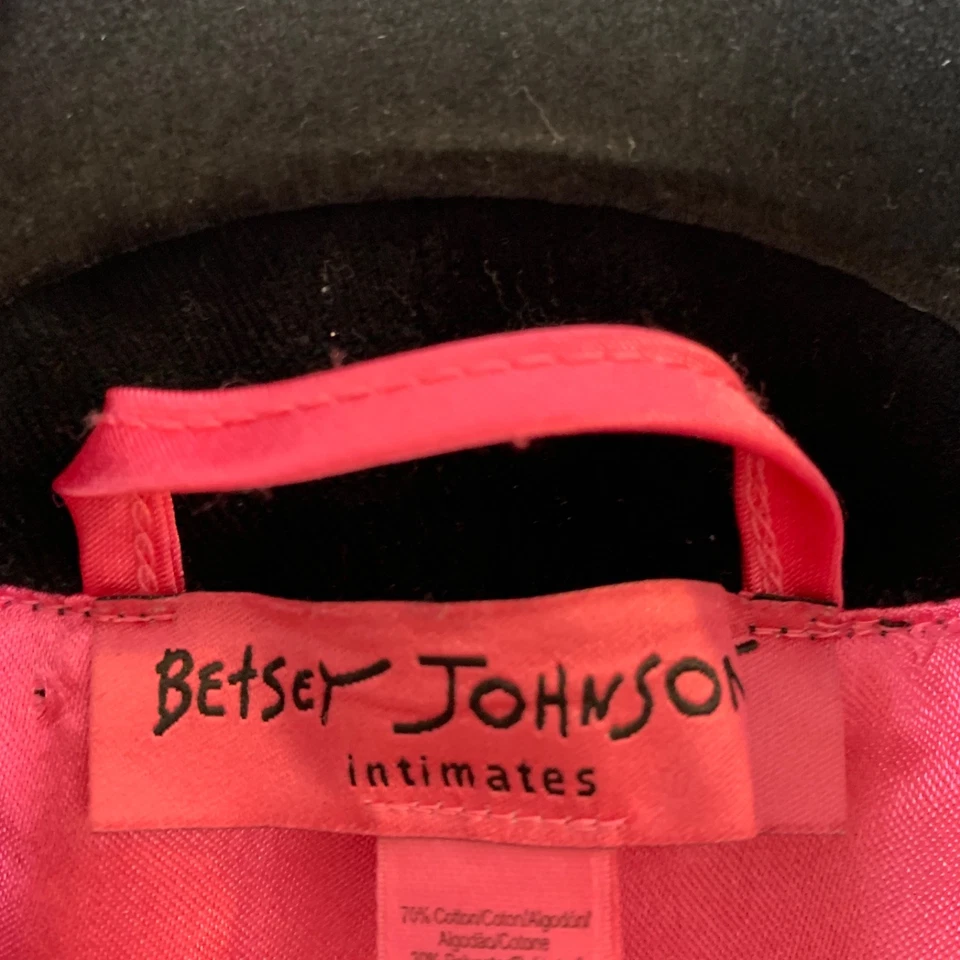 BETSEY JOHNSON
intimates
70% Cotton/Coton/Algodón/
Algodão/Cotone